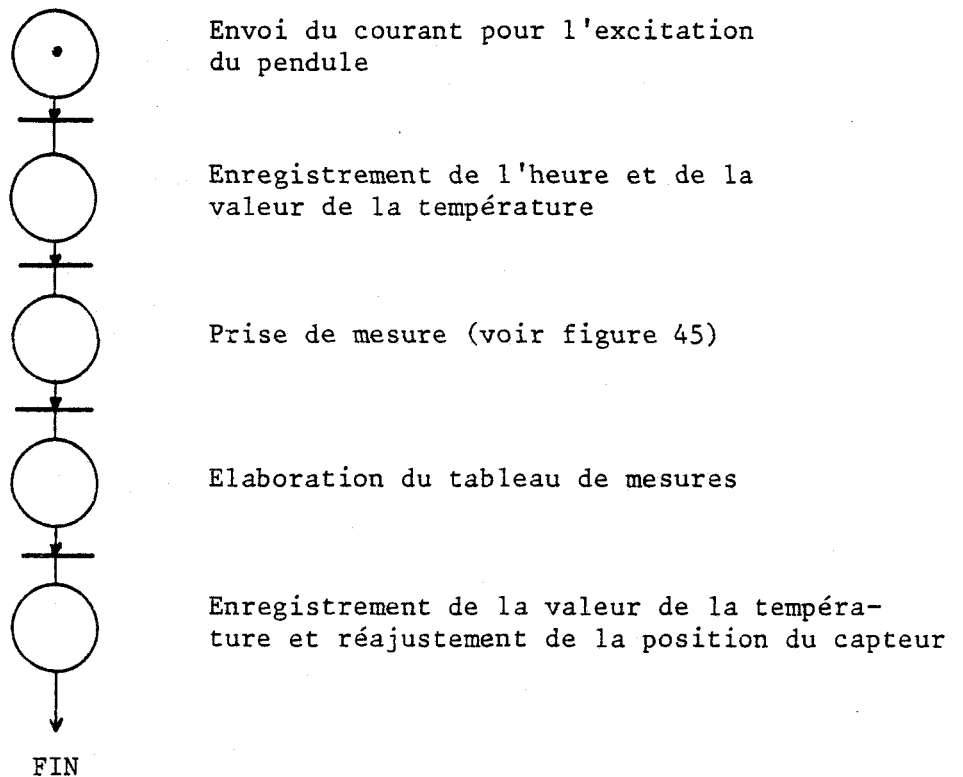 Envoi du courant pour l'excitation
du pendule
Enregistrement de l'heure et de la
valeur de la température
Prise de mesure (voir figure 45)
Elaboration du tableau de mesures
Enregistrement de la valeur de la tempéra-
ture et réajustement de la position du capteur
FIN